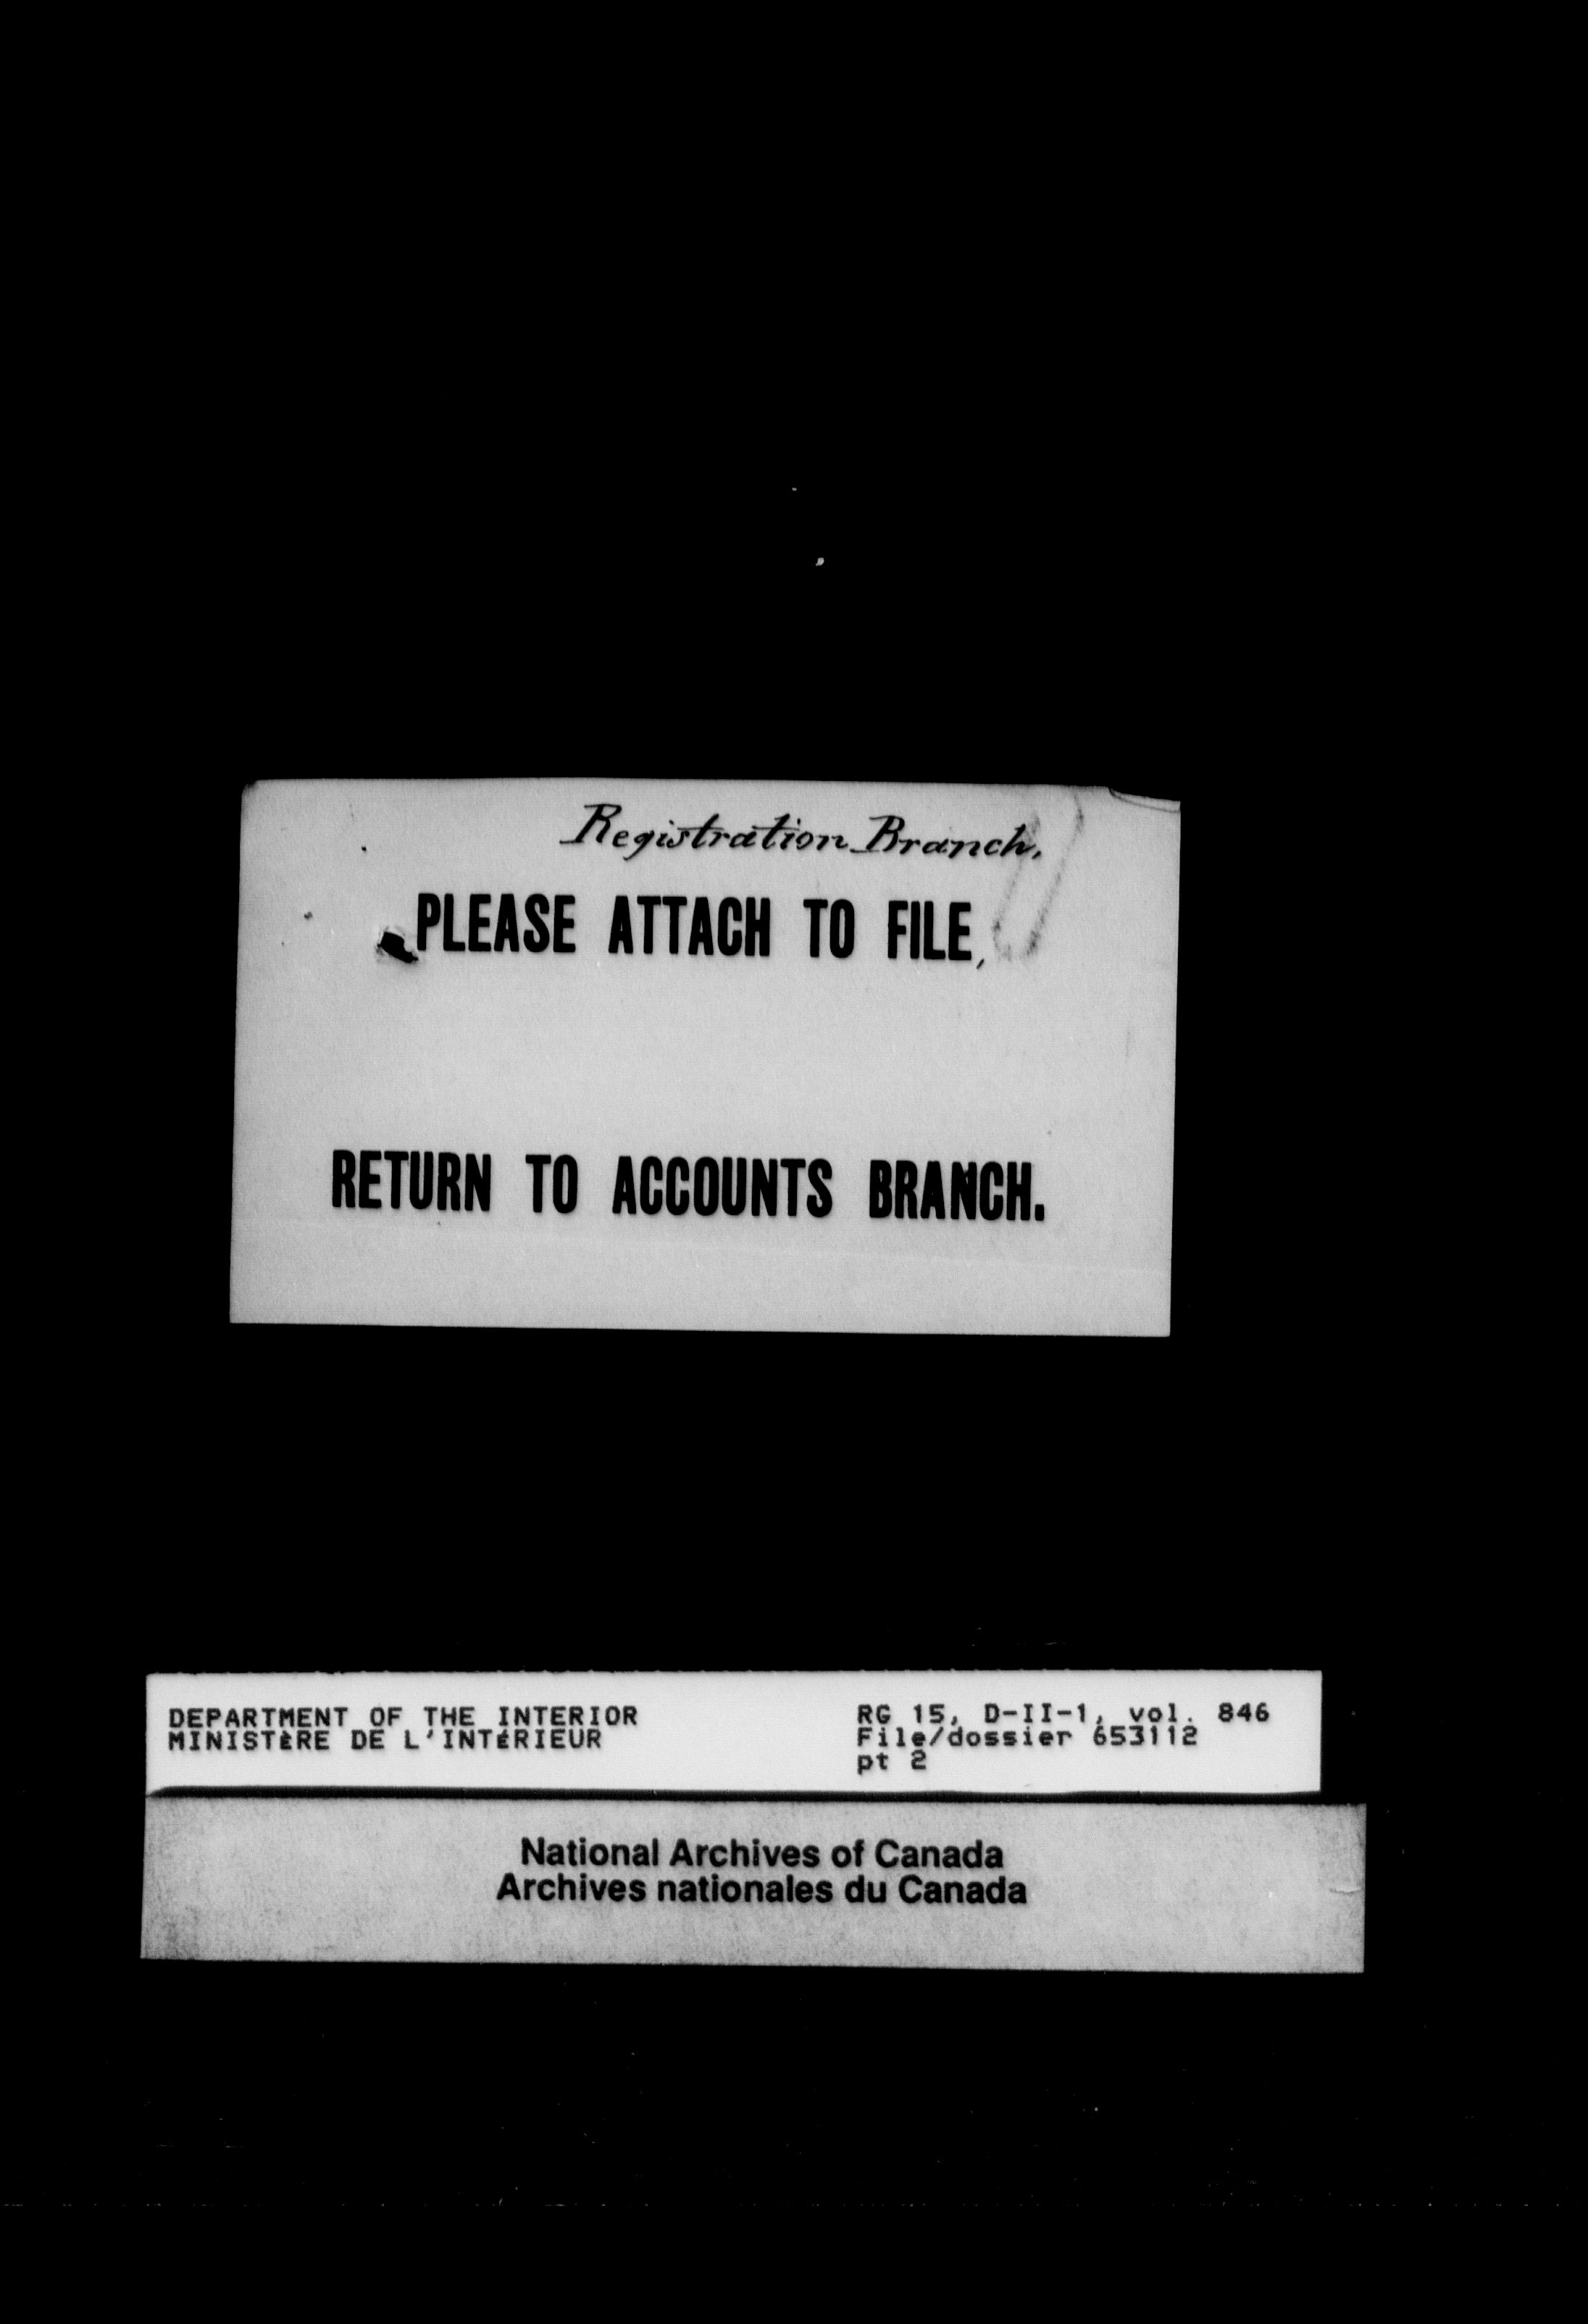 Registration Branch.
PLEASE ATTACH TO FILE,
RETURN TO ACCOUNTS BRANCH.
DEPARTMENT OF THE INTERIOR
MINISTÈRE DE L'INTÉRIEUR
RG 15, D-II-1, vol. 846
File/dossier 653112
pt 2
National Archives of Canada
Archives nationales du Canada